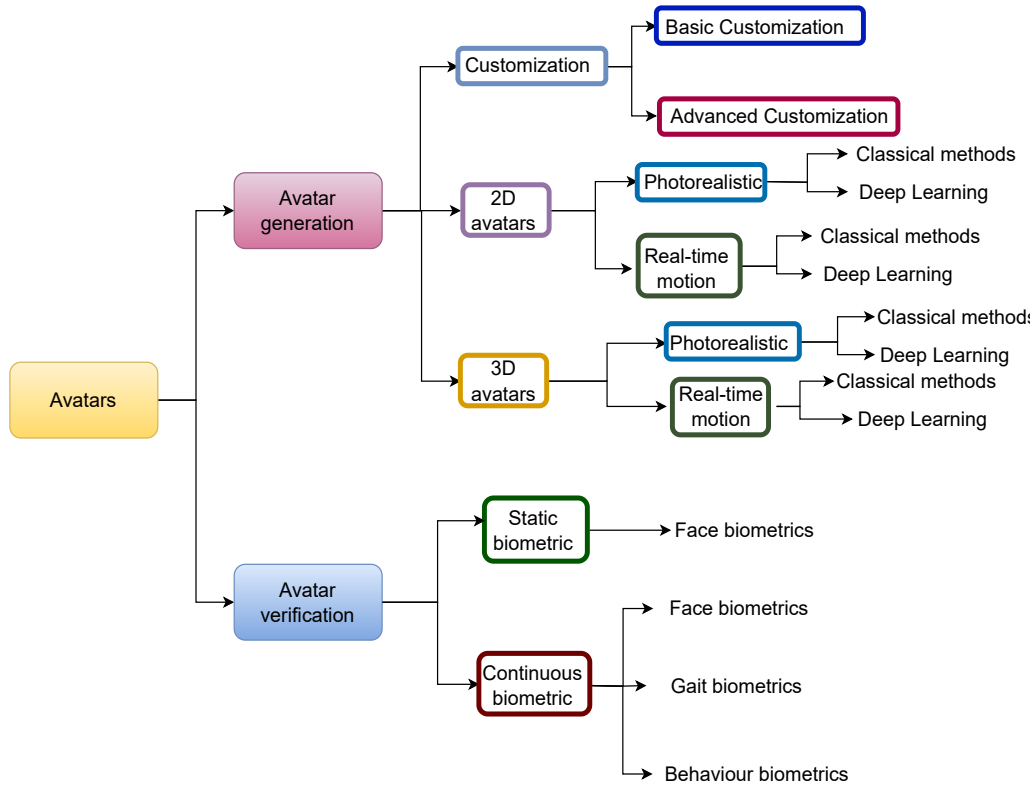 Basic Customization
Customization
Advanced Customization
Classical methods
Photorealistic
Deep Learning
Avatar
generation
2D
avatars
Classical methods
Real-time
motion
Deep Learning
Classical methods
Photorealistic
Deep Learning
3D
avatars
Classical methods
Real-time
motion
Deep Learning
Avatars
Static
biometric
Face biometrics
Avatar
verification
Face biometrics
Continuous
biometric
Gait biometrics
Behaviour biometrics